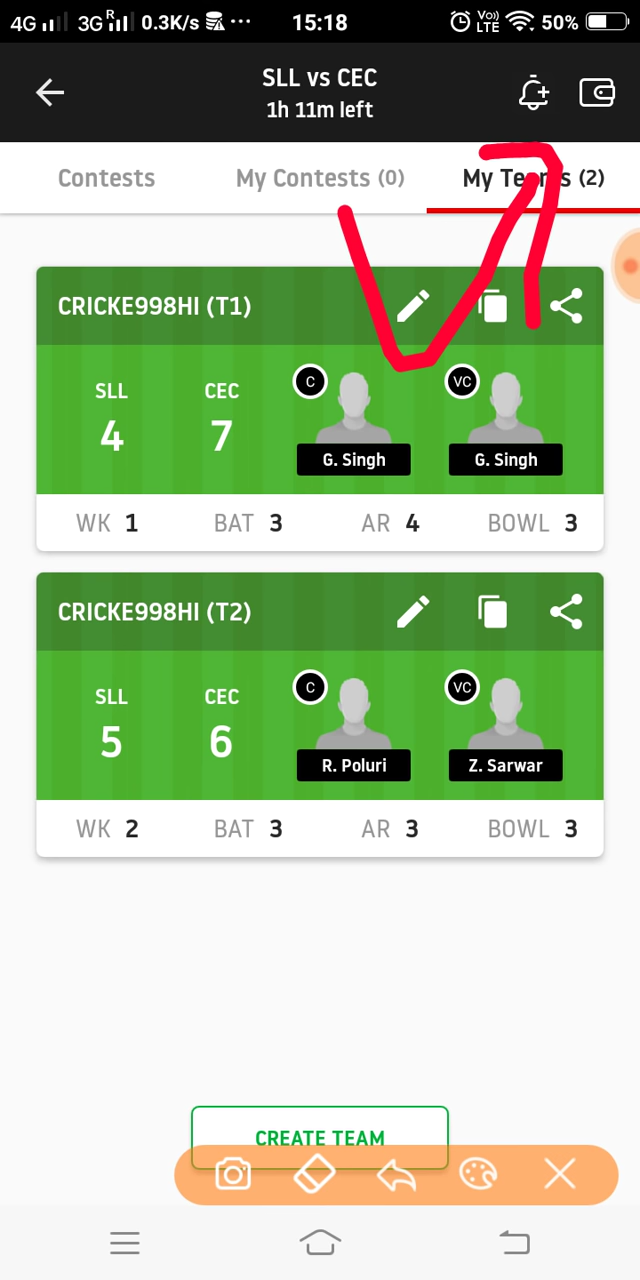 4G 3G R 0.3K/s ... 15:18 Vo) LTE 50%
SLL vs CEC
1h 11m left
Contests My Contests (0) My Teams (2)
CRICKE998HI (T1)
SLL CEC C VC
4 7
G. Singh G. Singh
WK 1 BAT 3 AR 4 BOWL 3
CRICKE998HI (T2)
SLL CEC C VC
5 6
R. Poluri Z. Sarwar
WK 2 BAT 3 AR 3 BOWL 3
CREATE TEAM